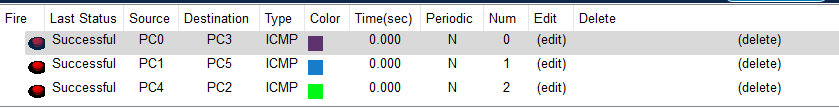 Fire Last Status Source Destination Type Color Time(sec) Periodic Num Edit Delete
Successful PC0 PC3 ICMP 0.000 N 0 (edit) (delete)
Successful PC1 PC5 ICMP 0.000 N 1 (edit) (delete)
Successful PC4 PC2 ICMP 0.000 N 2 (edit) (delete)